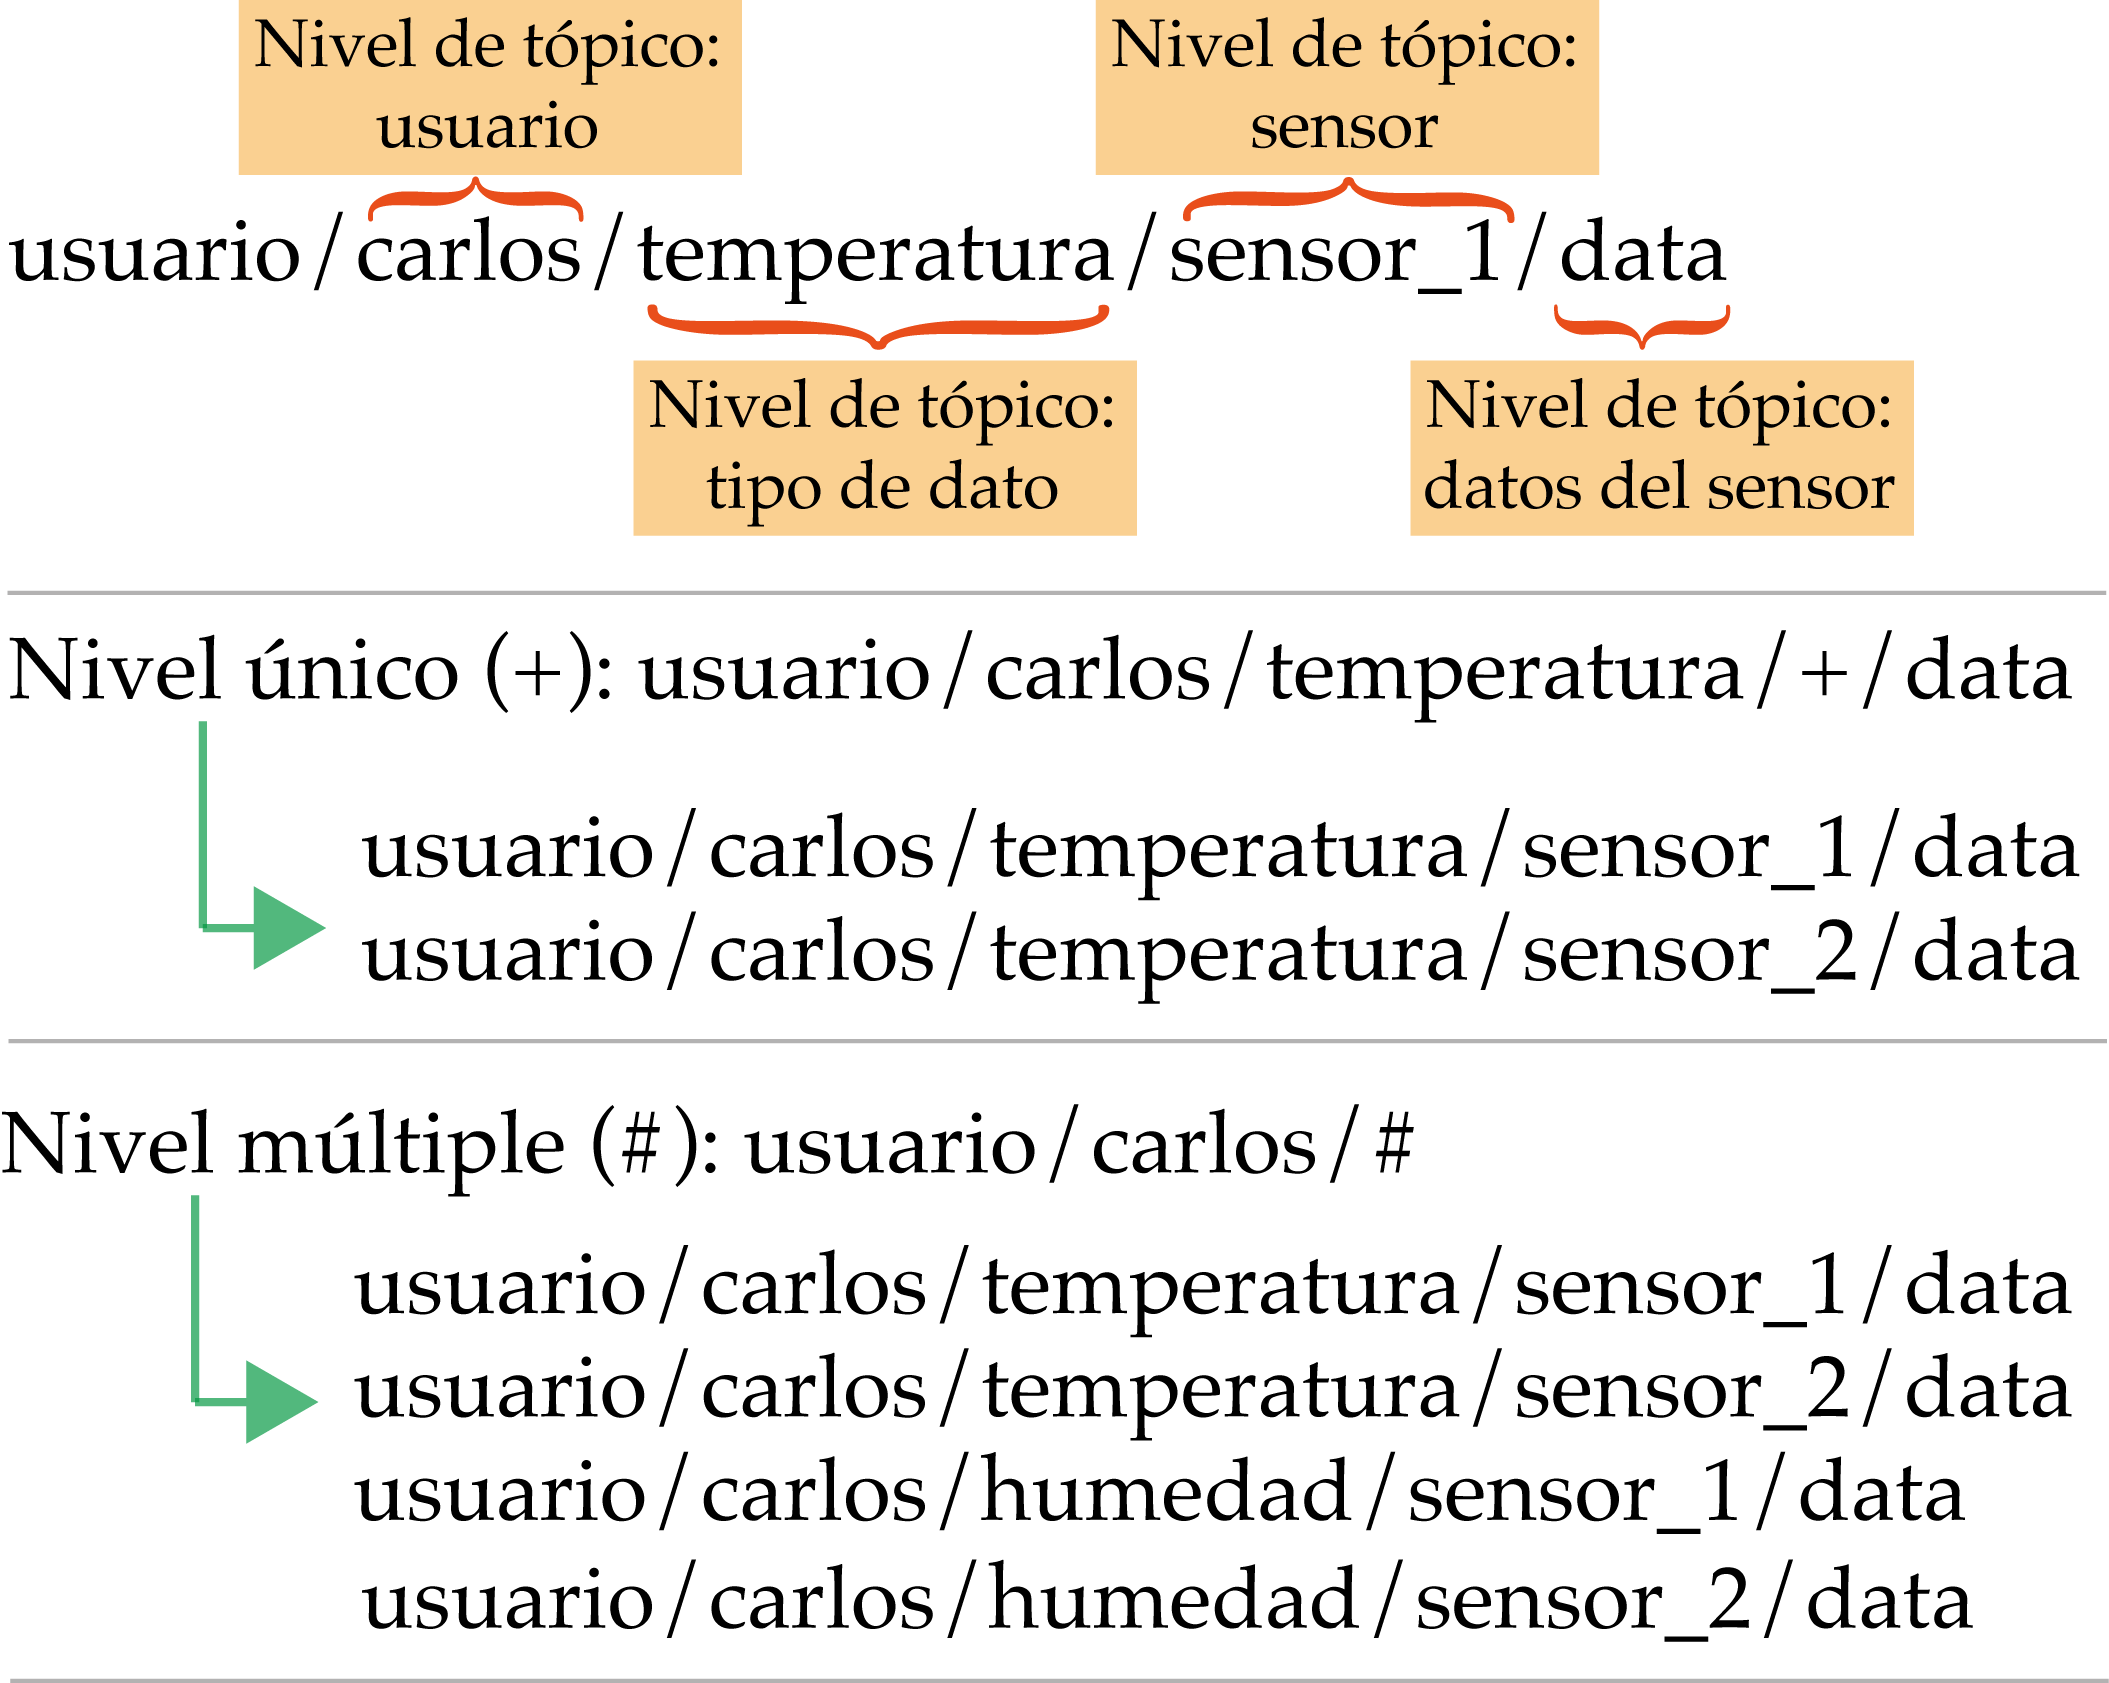 Nivel de tópico:
usuario
Nivel de tópico:
sensor
usuario/carlos/temperatura/sensor_1/data
Nivel de tópico:
tipo de dato
Nivel de tópico:
datos del sensor
Nivel único (+): usuario/carlos/temperatura/+/data
usuario/carlos/temperatura/sensor_1/data
usuario/carlos/temperatura/sensor_2/data
Nivel múltiple (#): usuario/carlos/#
usuario/carlos/temperatura/sensor_1/data
usuario/carlos/temperatura/sensor_2/data
usuario/carlos/humedad/sensor_1/data
usuario/carlos/humedad/sensor_2/data